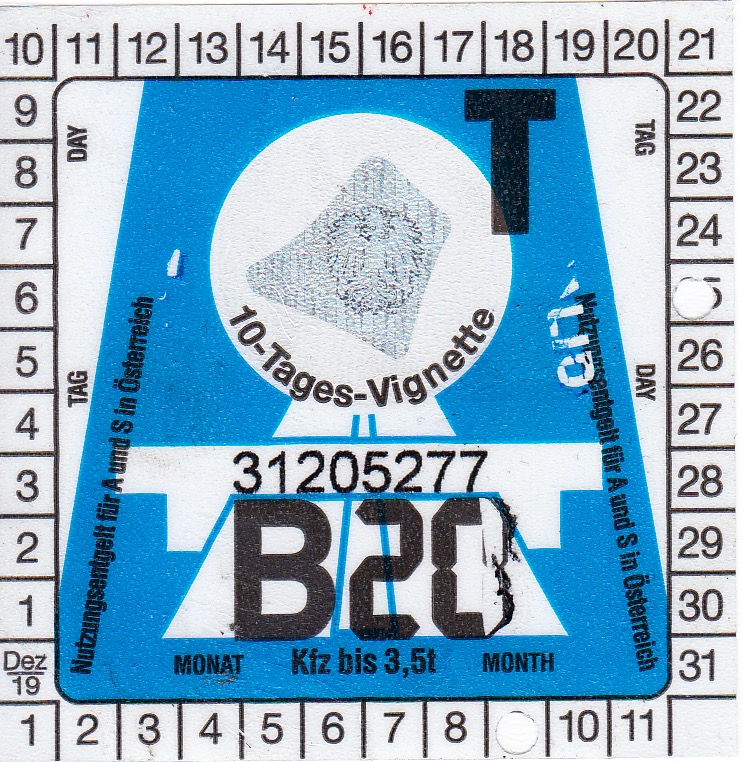 10 11 12 13 14 15 16 17 18 19 20 21
9 22
8 23
7 24
6
5 26
4 27
3 28
2 29
1 30
Dez 31
19
1 2 3 4 5 6 7 8 10 11
DAY
TAG
T
TAG
DAY
10-Tages-Vignette
Nutzungsentgelt für A und S in Österreich
Nutzungsentgelt für A und S in Österreich
31205277
B20
MONAT Kfz bis 3,5t MONTH